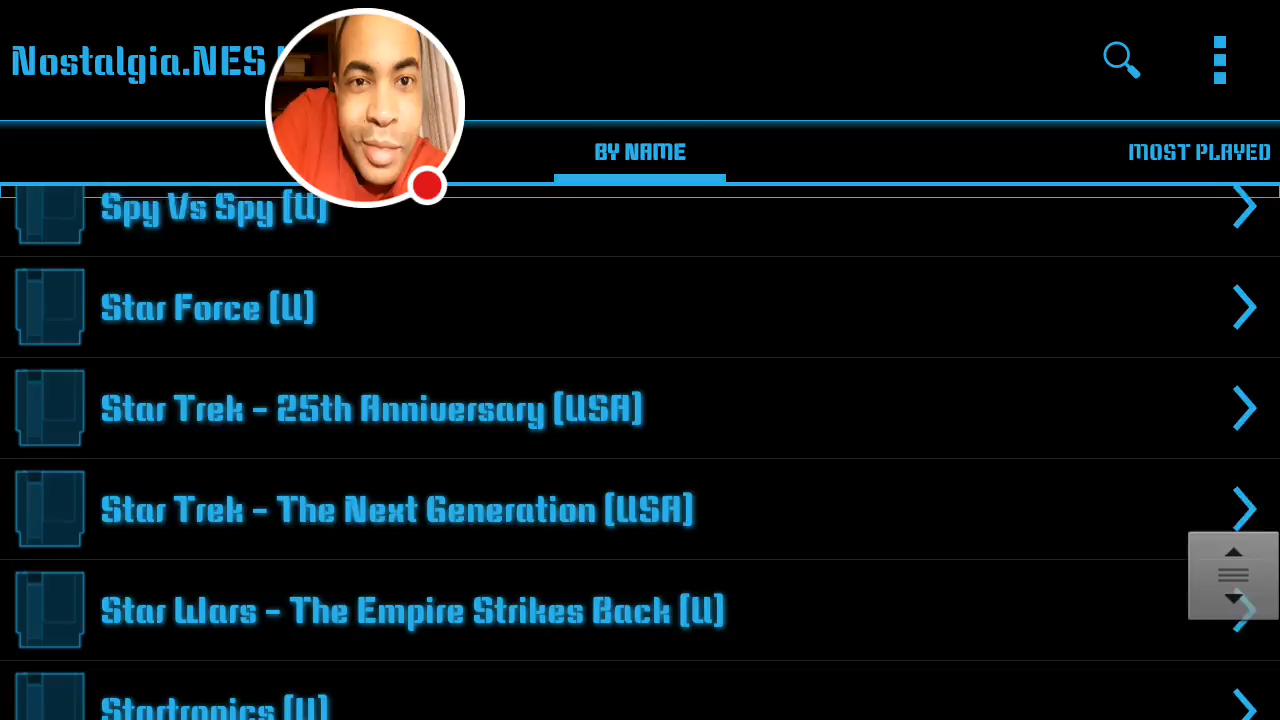 Nostalgia.NES
BY NAME
MOST PLAYED
Spy Vs Spy (U)
Star Force (U)
Star Trek - 25th Anniversary (USA)
Star Trek - The Next Generation (USA)
Star Wars - The Empire Strikes Back (U)
Startropics (U)